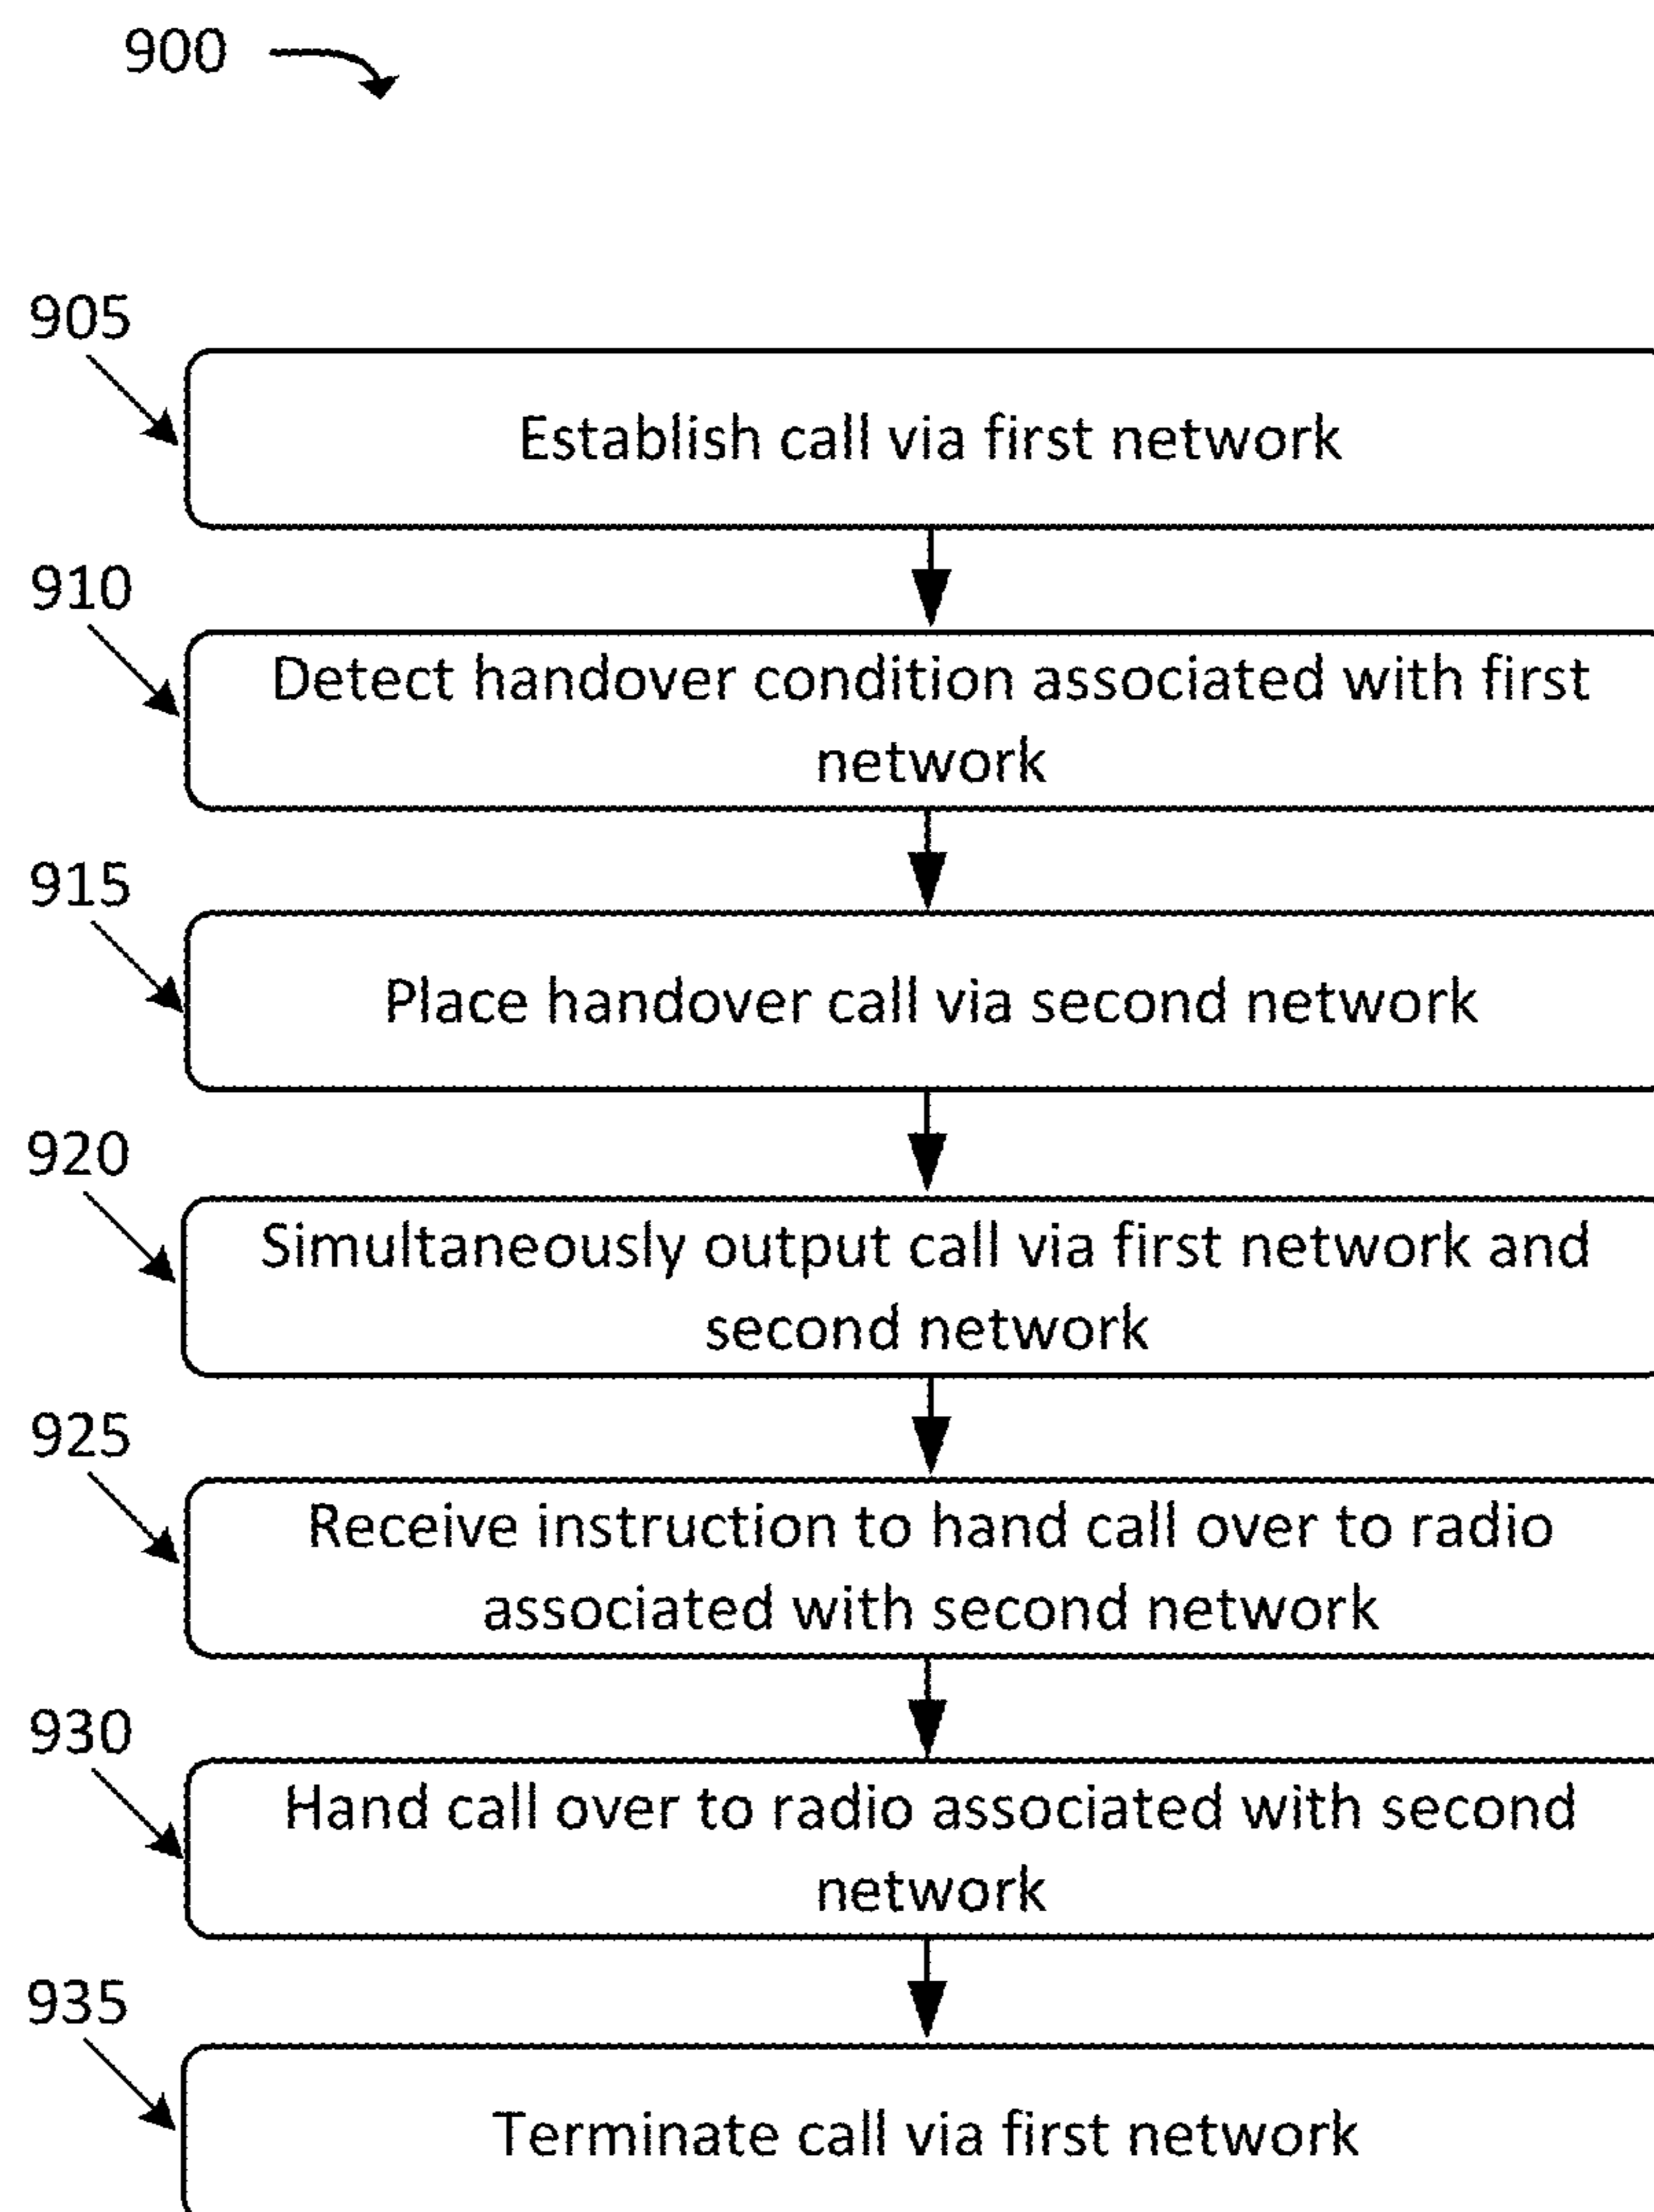 900
905
Establish call via first network
910
Detect handover condition associated with first
network
915
Place handover call via second network
920
Simultaneously output call via first network and
second network
925
Receive instruction to hand call over to radio
associated with second network
930
Hand call over to radio associated with second
network
935
Terminate call via first network